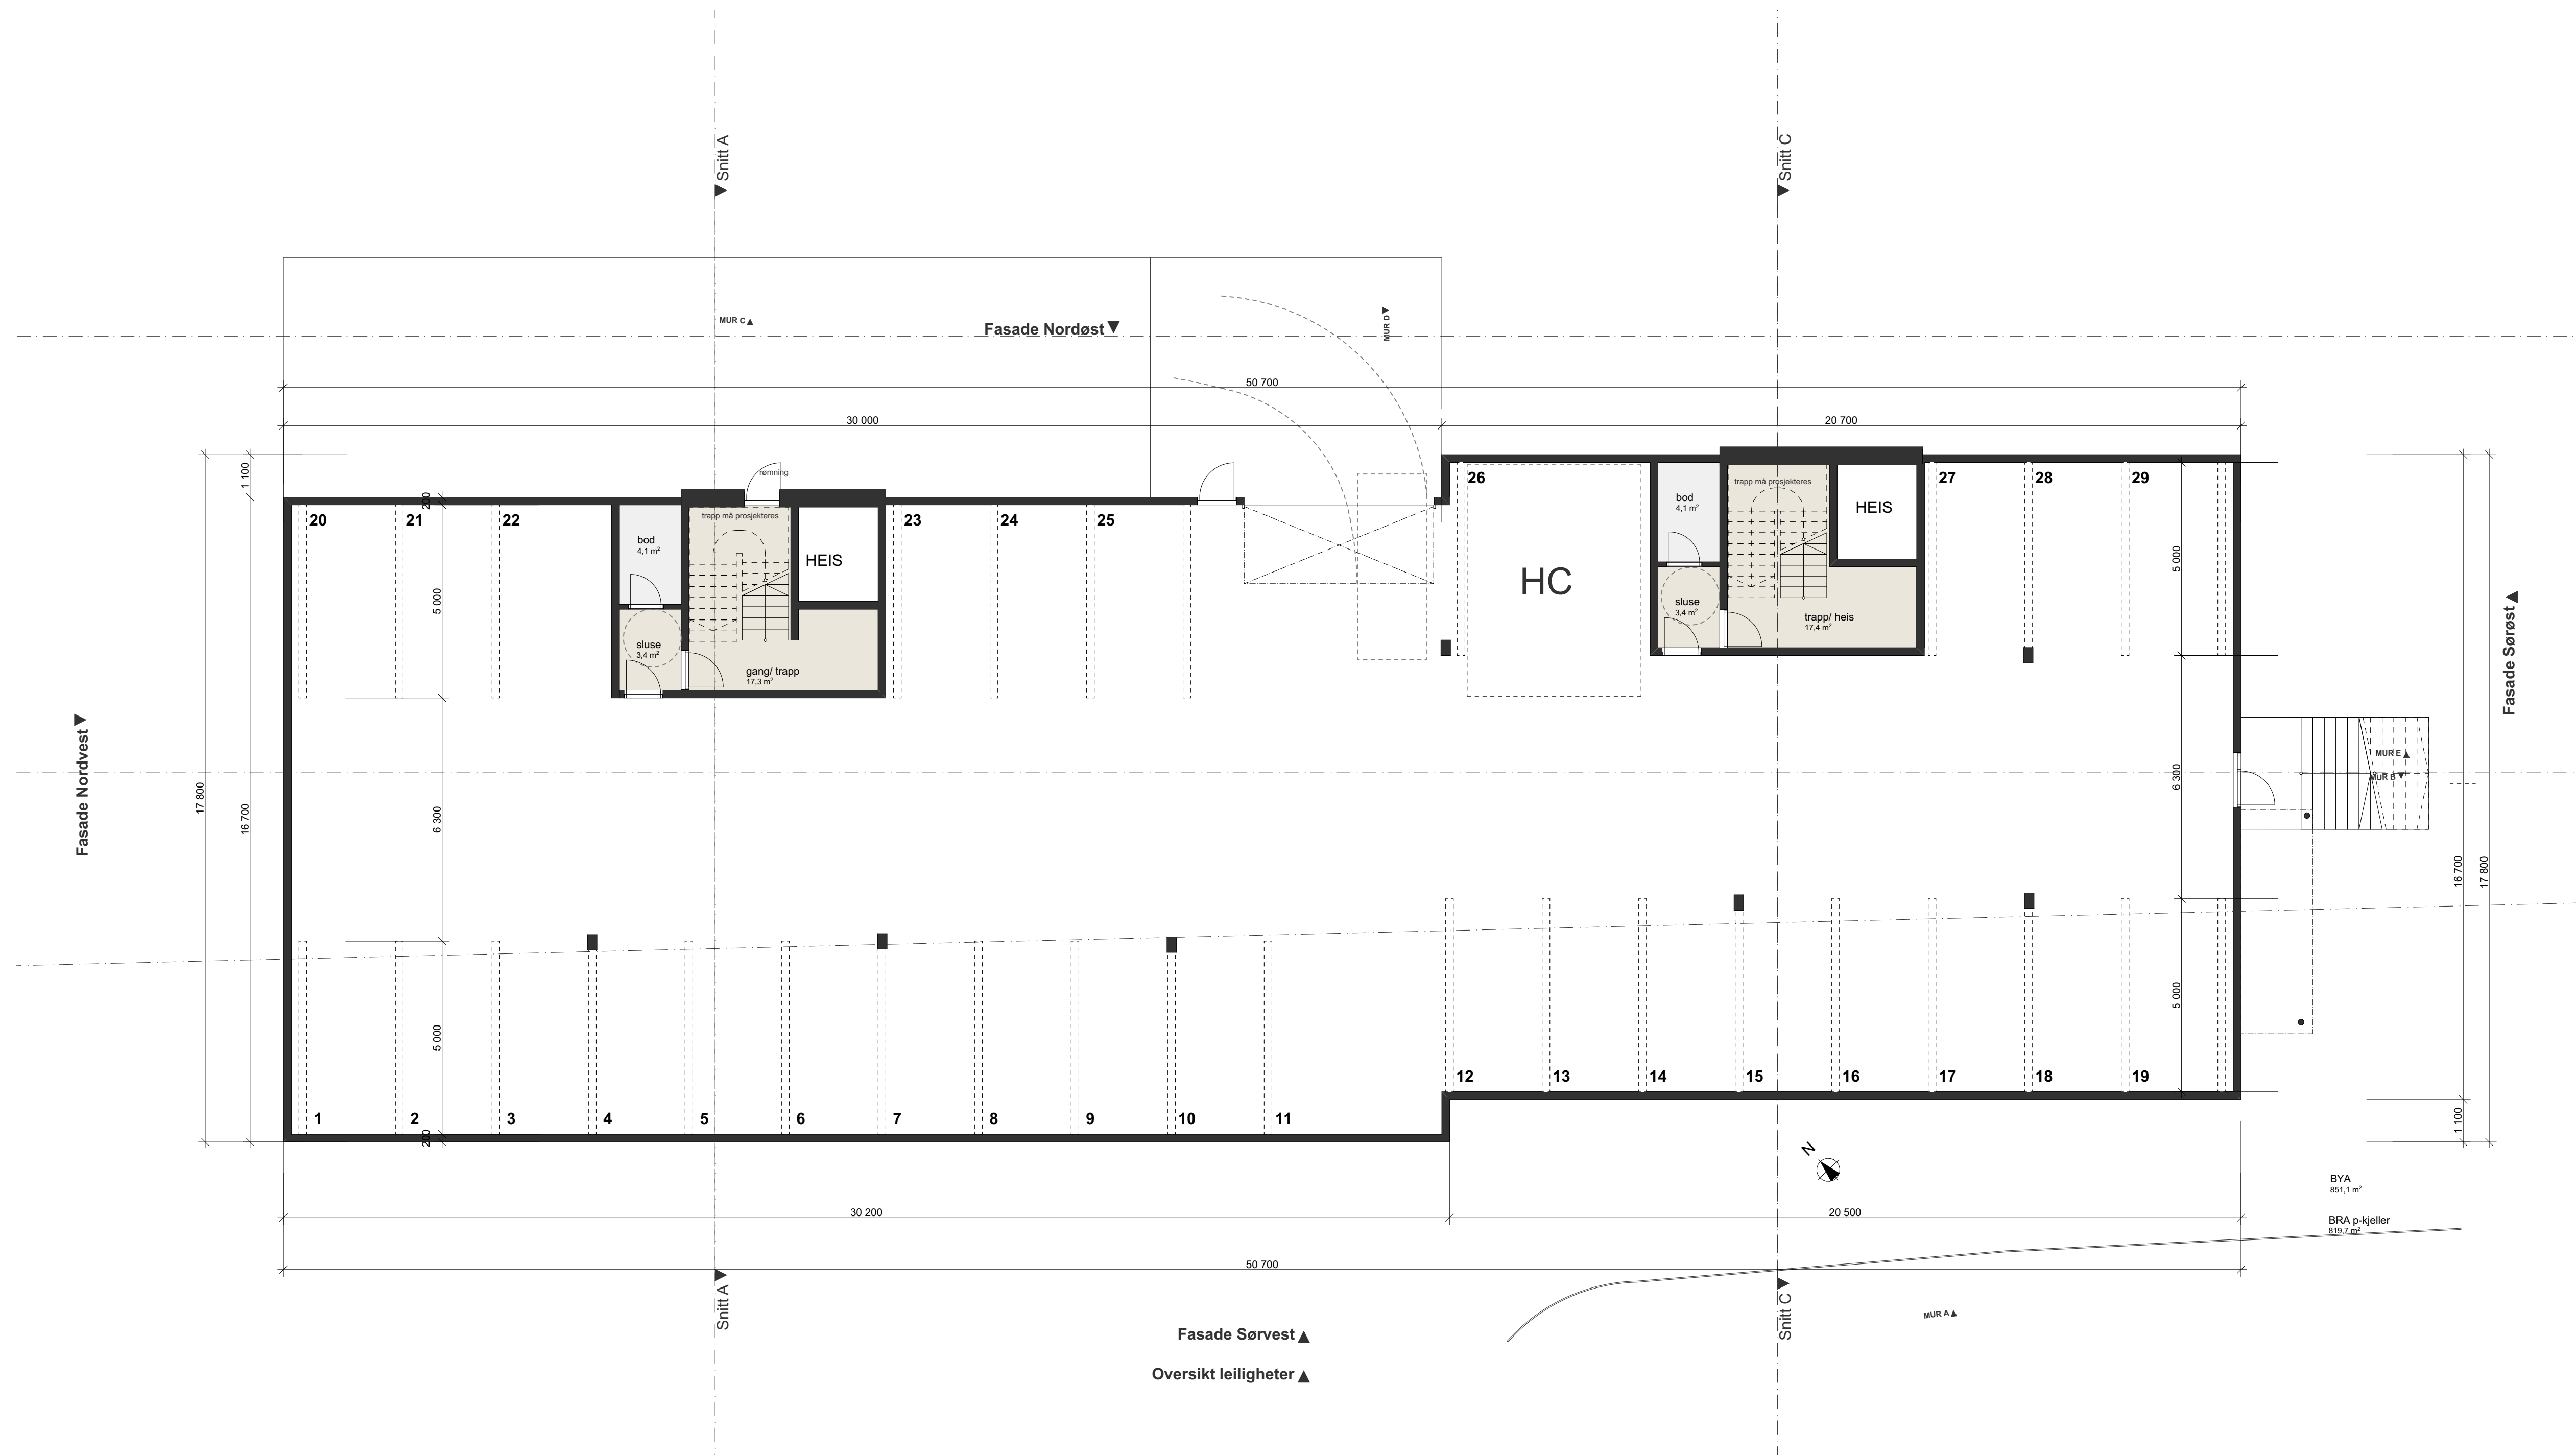 Snitt A
Snitt C
MUR C
Fasade Nordøst
MUR D
50 700
30 000
20 700
1 100
rømning
200
20
21
22
23
24
25
26
27
28
29
trapp må prosjekteres
trapp må prosjekteres
bod
4,1 m²
HEIS
bod
4,1 m²
HEIS
HC
5 000
5 000
sluse
3,4 m²
gang/ trapp
17,3 m²
sluse
3,4 m²
trapp/ heis
17,4 m²
Fasade Sørøst
Fasade Nordvest
17 800
16 700
6 300
6 300
MUR E
MUR B
16 700
17 800
5 000
5 000
12
13
14
15
16
17
18
19
1
2
3
4
5
6
7
8
9
10
11
200
1 100
N
BYA
851,1 m²
30 200
20 500
BRA p-kjeller
819,7 m²
50 700
Snitt A
Snitt C
MUR A
Fasade Sørvest
Oversikt leiligheter